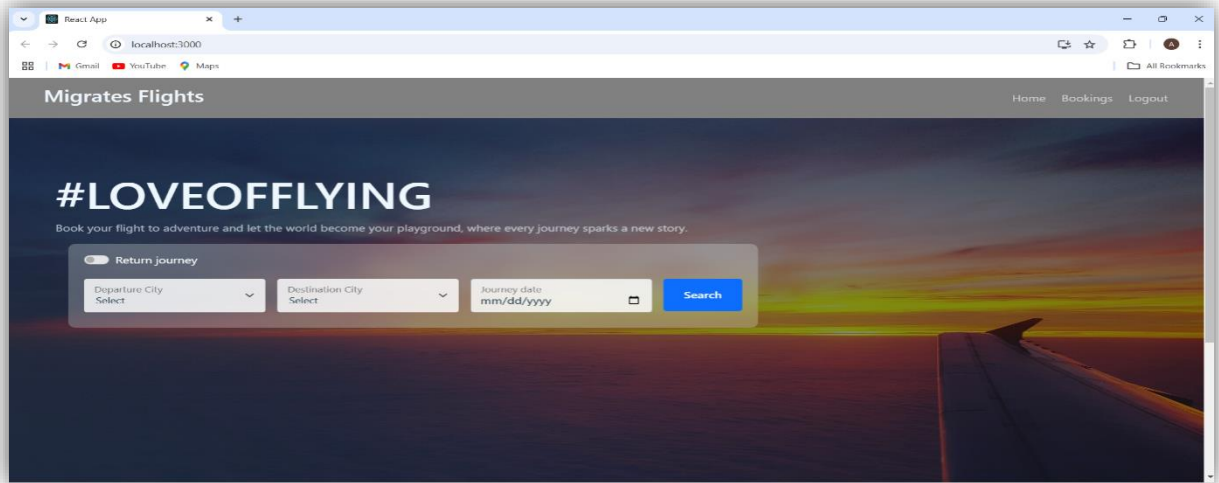 React App
localhost:3000
Gmail YouTube Maps All Bookmarks
Migrates Flights Home Bookings Logout
#LOVEOFFLYING
Book your flight to adventure and let the world become your playground, where every journey sparks a new story.
Return journey
Departure City Destination City Journey date
Select Select mm/dd/yyyy Search
A